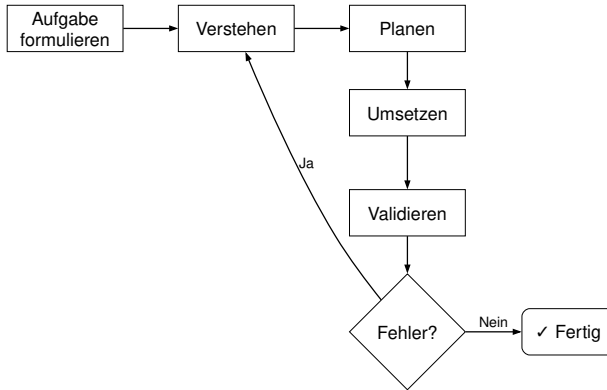 Aufgabe
formulieren
Verstehen
Planen
Umsetzen
Ja
Validieren
Fehler?
Nein
✓ Fertig